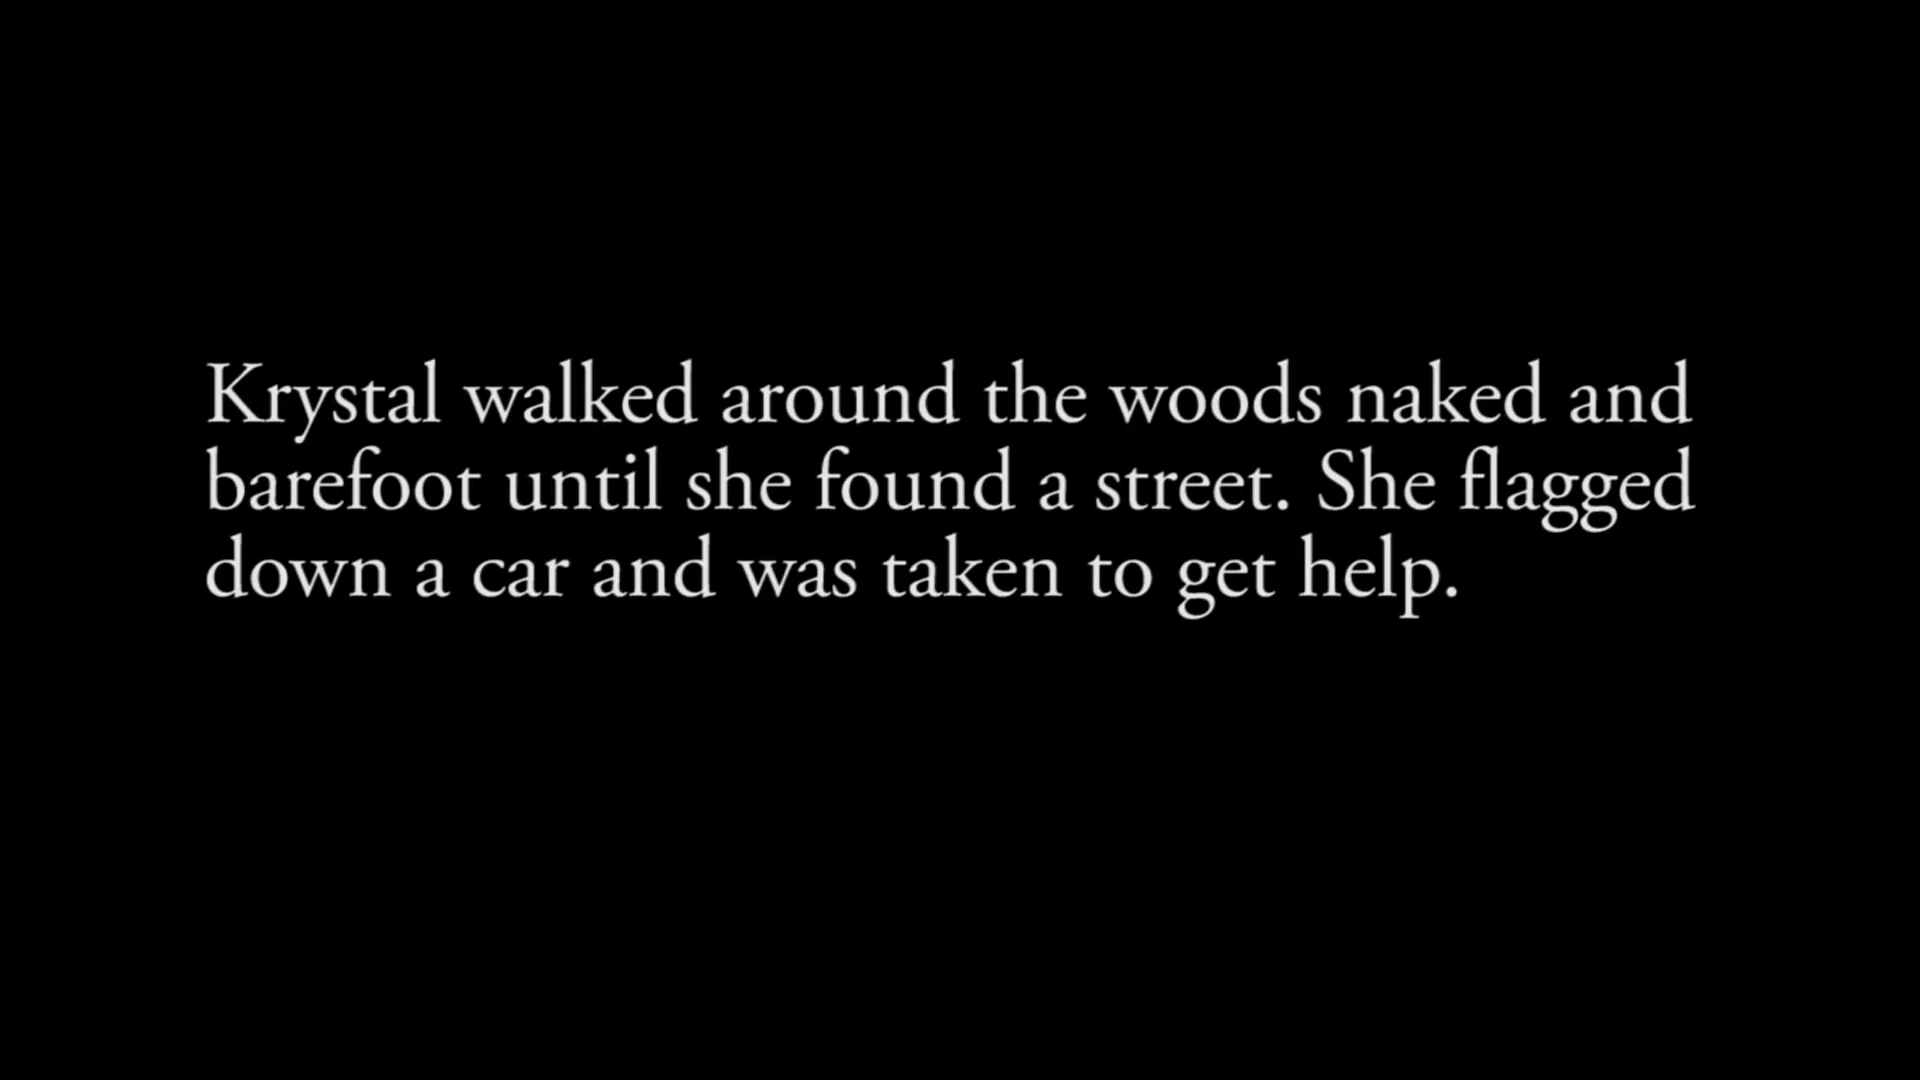 Krystal walked around the woods naked and
barefoot until she found a street. She flagged
down a car and was taken to get help.